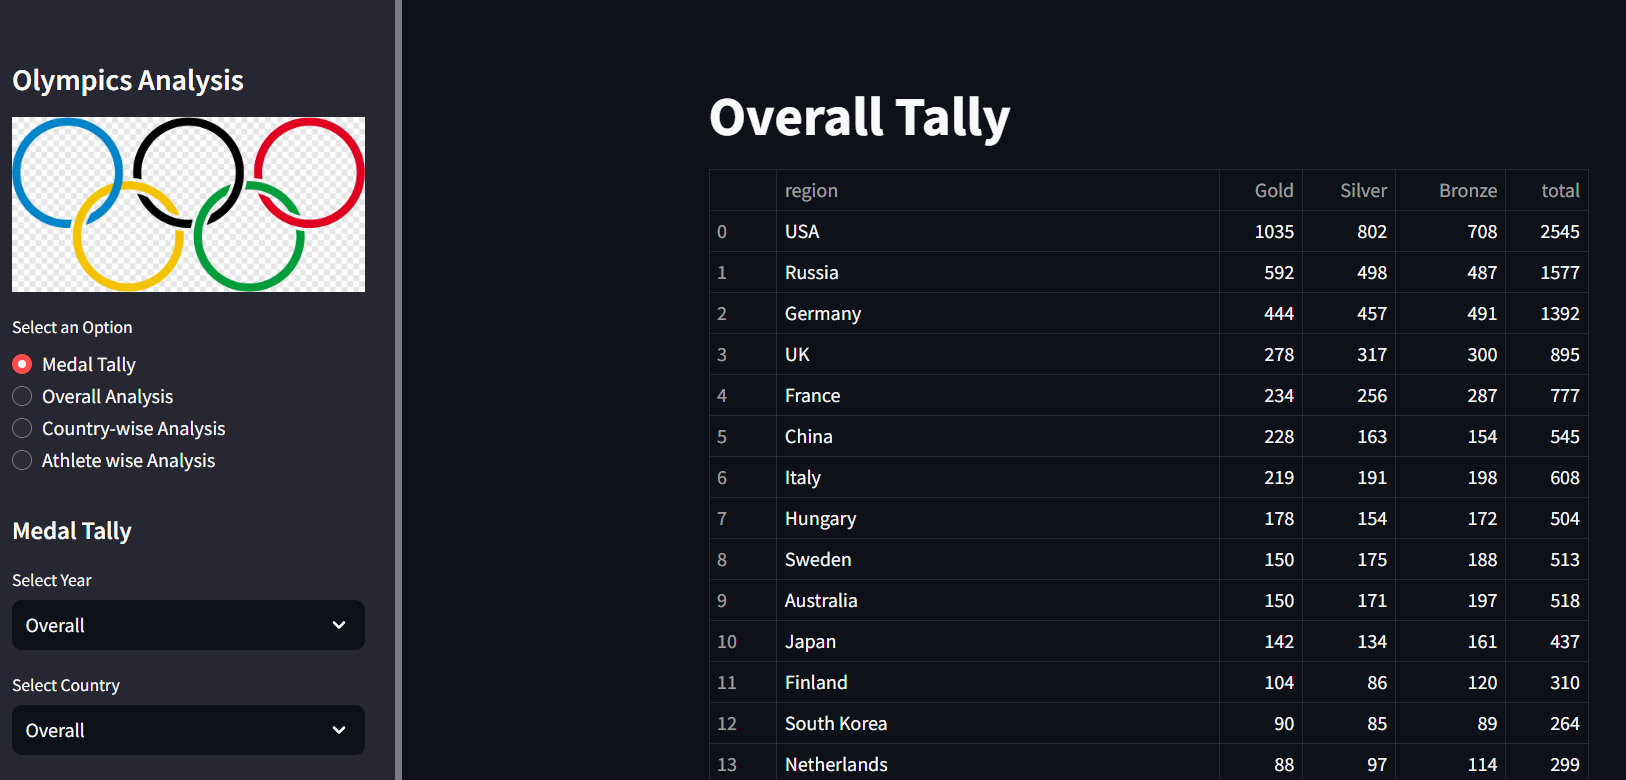 Olympics Analysis
Select an Option
Medal Tally
Overall Analysis
Country-wise Analysis
Athlete wise Analysis
Medal Tally
Select Year
Overall
Select Country
Overall
Overall Tally
region Gold Silver Bronze total
0 USA 1035 802 708 2545
1 Russia 592 498 487 1577
2 Germany 444 457 491 1392
3 UK 278 317 300 895
4 France 234 256 287 777
5 China 228 163 154 545
6 Italy 219 191 198 608
7 Hungary 178 154 172 504
8 Sweden 150 175 188 513
9 Australia 150 171 197 518
10 Japan 142 134 161 437
11 Finland 104 86 120 310
12 South Korea 90 85 89 264
13 Netherlands 88 97 114 299